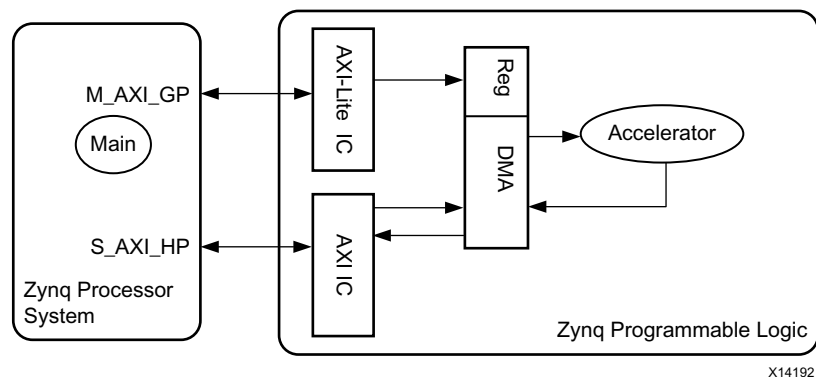 M_AXI_GP
Main
S_AXI_HP
Zynq Processor
System
AXI-Lite IC
AXI IC
Reg
DMA
Accelerator
Zynq Programmable Logic
X14192